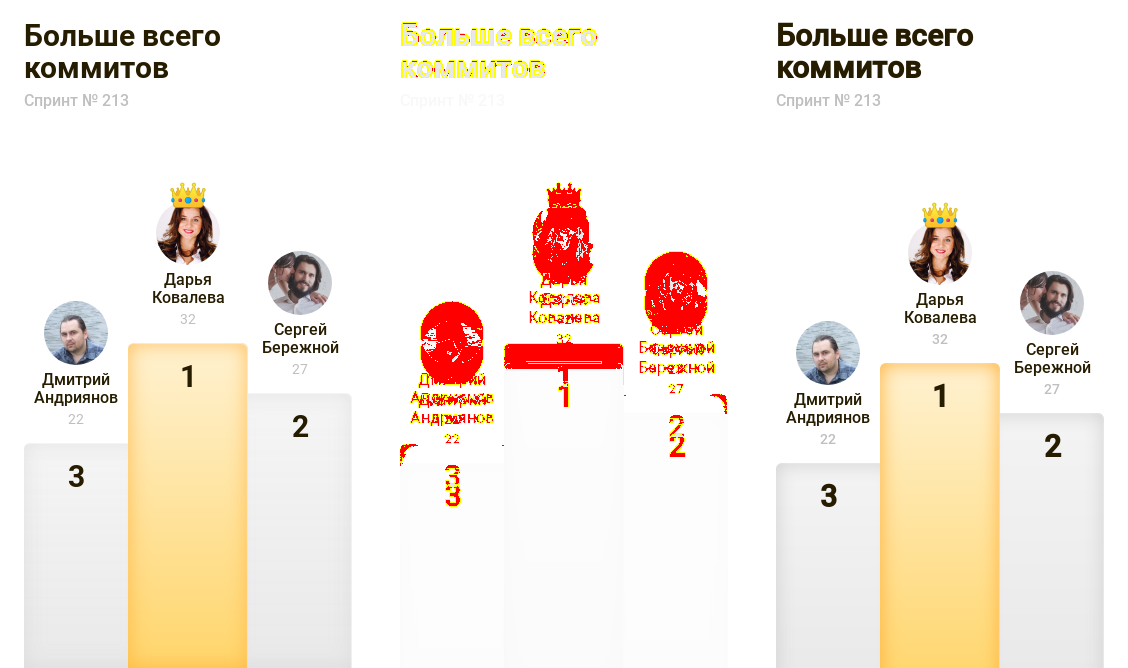 Больше всего
коммитов
Спринт № 213
Дарья
Ковалева
32
Сергей
Бережной
27
Дмитрий
Андриянов
22
1
2
3
Больше всего
коммитов
Спринт № 213
Дарья
Ковалева
32
Сергей
Бережной
27
Дмитрий
Андриянов
22
1
2
3
Больше всего
коммитов
Спринт № 213
Дарья
Ковалева
32
Сергей
Бережной
27
Дмитрий
Андриянов
22
1
2
3